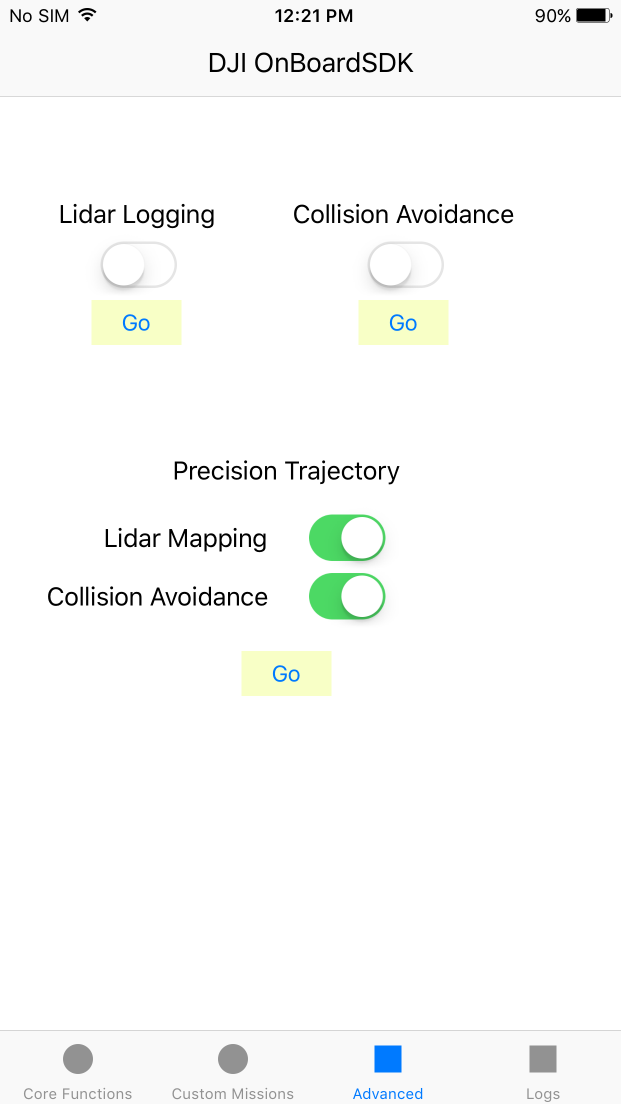 No SIM 12:21 PM 90%
DJI OnBoardSDK
Lidar Logging Collision Avoidance
Go Go
Precision Trajectory
Lidar Mapping
Collision Avoidance
Go
Core Functions Custom Missions Advanced Logs